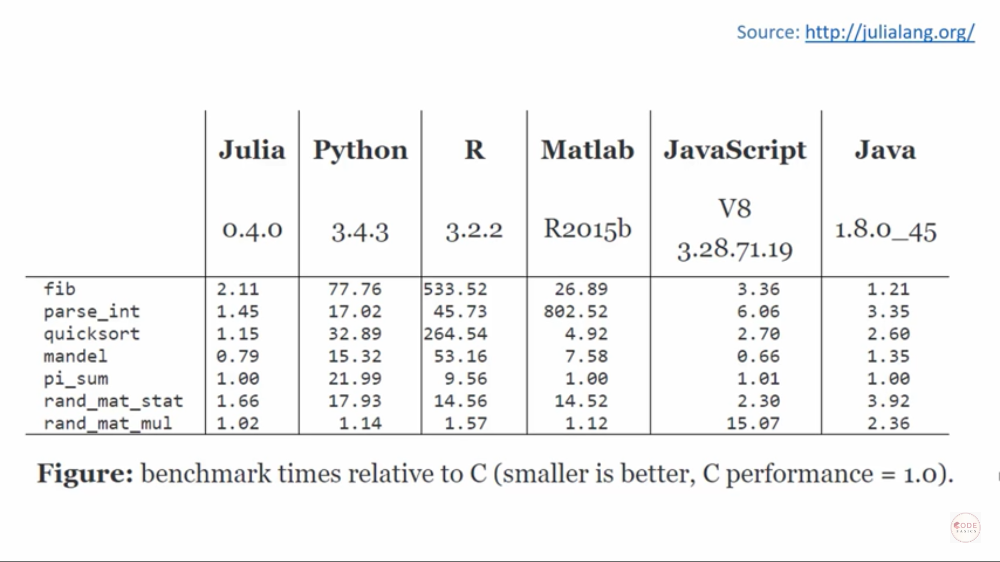 Source: http://julialang.org/
Julia Python R Matlab JavaScript Java
0.4.0 3.4.3 3.2.2 R2015b V8 3.28.71.19 1.8.0_45
fib 2.11 77.76 533.52 26.89 3.36 1.21
parse_int 1.45 17.02 45.73 802.52 6.06 3.35
quicksort 1.15 32.89 264.54 4.92 2.70 2.60
mandel 0.79 15.32 53.16 7.58 0.66 1.35
pi_sum 1.00 21.99 9.56 1.00 1.01 1.00
rand_mat_stat 1.66 17.93 14.56 14.52 2.30 3.92
rand_mat_mul 1.02 1.14 1.57 1.12 15.07 2.36
Figure: benchmark times relative to C (smaller is better, C performance = 1.0).
CODE
BASICS